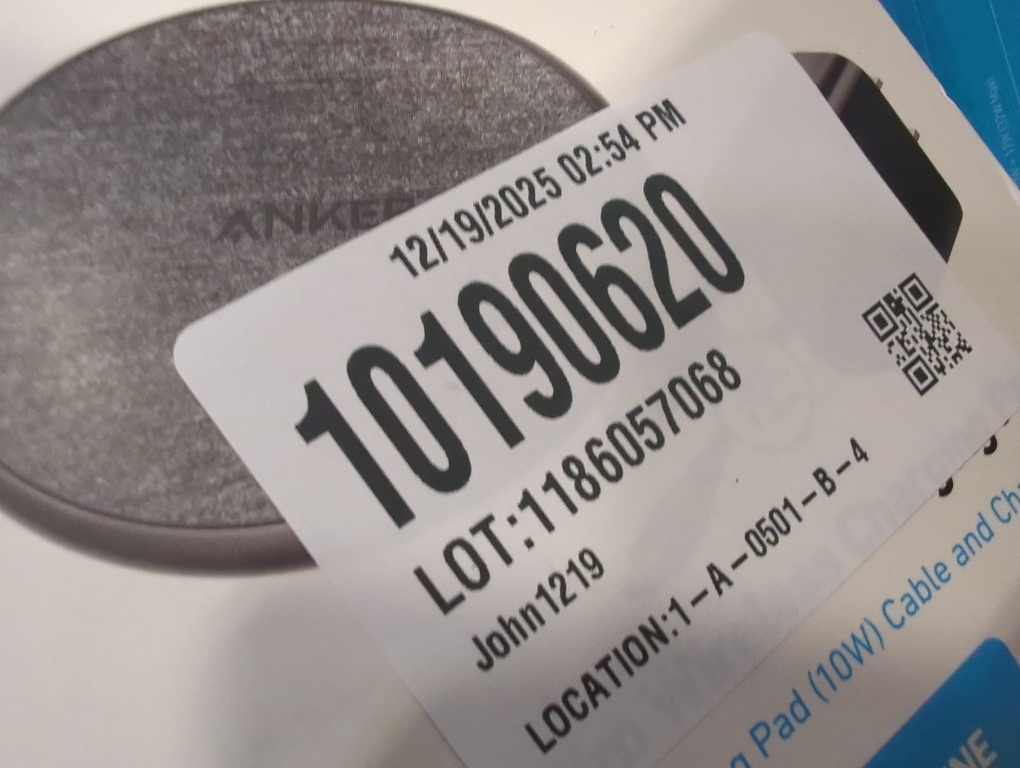 ANKER
12/19/2025 02:54 PM
10190620
LOT:1186057068
John1219
LOCATION:1-A-0501-B-4
Pad (10W) Cable and